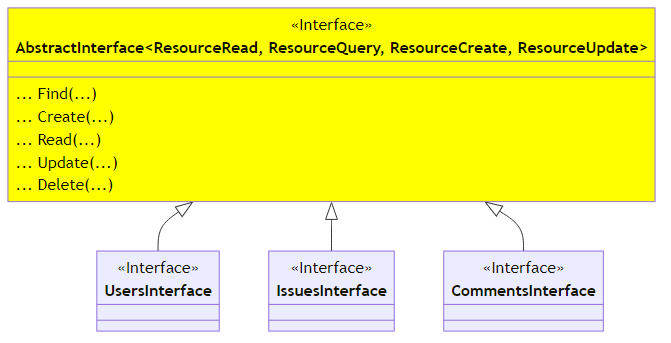 «Interface»
AbstractInterface<ResourceRead, ResourceQuery, ResourceCreate, ResourceUpdate>
... Find(...)
... Create(...)
... Read(...)
... Update(...)
... Delete(...)
«Interface»
UsersInterface
«Interface»
IssuesInterface
«Interface»
CommentsInterface